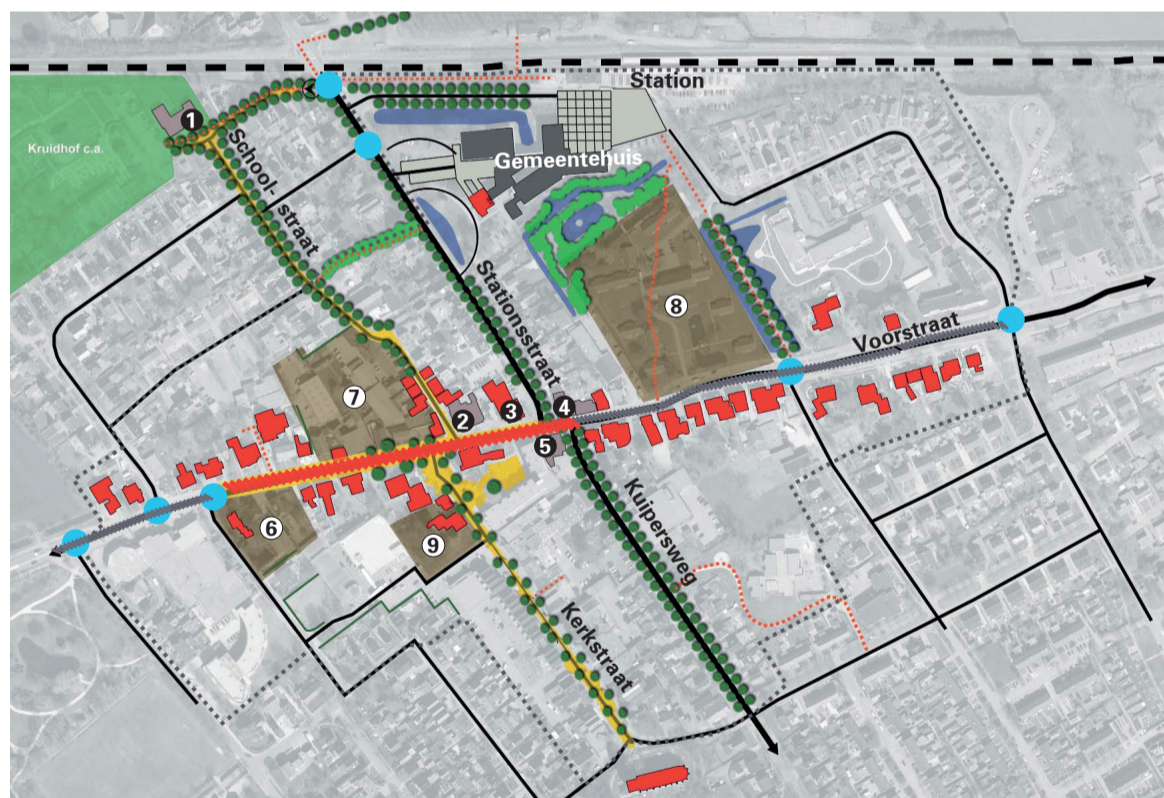 Station
1
Kruidhof c.a.
School-straat
Gemeentehuis
Stationsstraat
8
Voorstraat
7
2
3
4
5
6
9
Kuipersweg
Kerkstraat